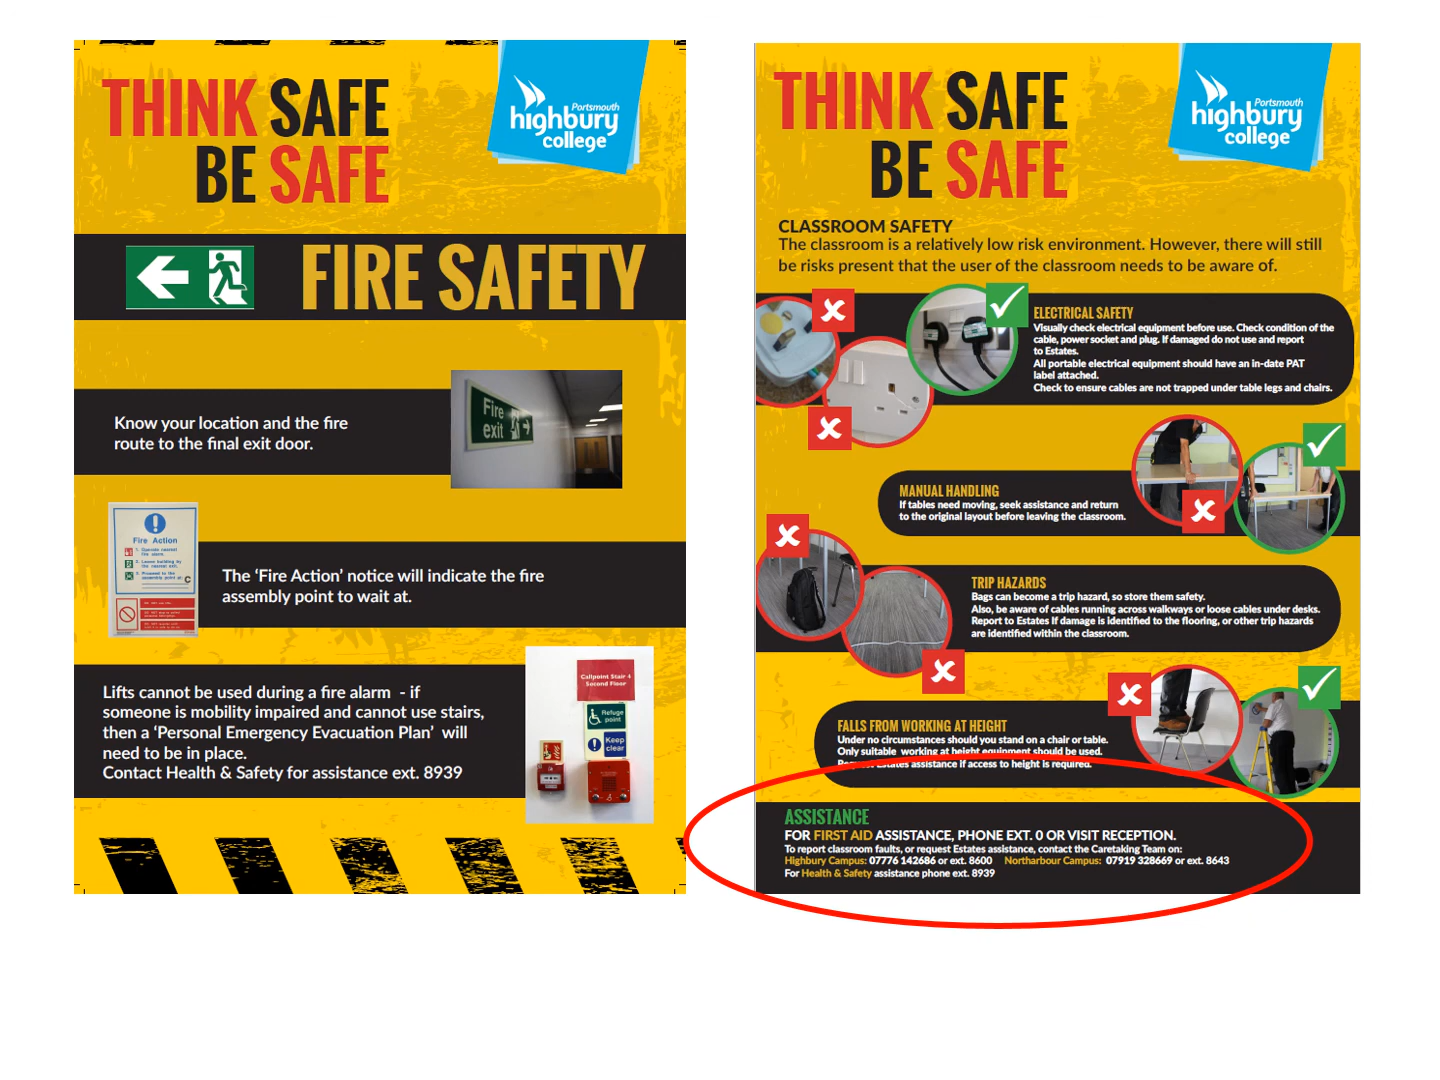 THINK SAFE
BE SAFE
Portsmouth
highbury
college
FIRE SAFETY
Know your location and the fire
route to the final exit door.
Fire
exit
Fire Action
The ‘Fire Action’ notice will indicate the fire
assembly point to wait at.
Lifts cannot be used during a fire alarm - if
someone is mobility impaired and cannot use stairs,
then a ‘Personal Emergency Evacuation Plan’ will
need to be in place.
Contact Health & Safety for assistance ext. 8939
Callpoint Stair 4
Second Floor
Refuge
point
Keep
clear
THINK SAFE
BE SAFE
Portsmouth
highbury
college
CLASSROOM SAFETY
The classroom is a relatively low risk environment. However, there will still
be risks present that the user of the classroom needs to be aware of.
ELECTRICAL SAFETY
Visually check electrical equipment before use. Check condition of the
cable, power socket and plug. If damaged do not use and report
to Estates.
All portable electrical equipment should have an in-date PAT
label attached.
Check to ensure cables are not trapped under table legs and chairs.
MANUAL HANDLING
If tables need moving, seek assistance and return
to the original layout before leaving the classroom.
TRIP HAZARDS
Bags can become a trip hazard, so store them safety.
Also, be aware of cables running across walkways or loose cables under desks.
Report to Estates If damage is identified to the flooring, or other trip hazards
are identified within the classroom.
FALLS FROM WORKING AT HEIGHT
Under no circumstances should you stand on a chair or table.
Only suitable working at height equipment should be used.
Request Estates assistance if access to height is required.
ASSISTANCE
FOR FIRST AID ASSISTANCE, PHONE EXT. 0 OR VISIT RECEPTION.
To report classroom faults, or request Estates assistance, contact the Caretaking Team on:
Highbury Campus: 07776 142686 or ext. 8600 Northarbour Campus: 07919 328669 or ext. 8643
For Health & Safety assistance phone ext. 8939